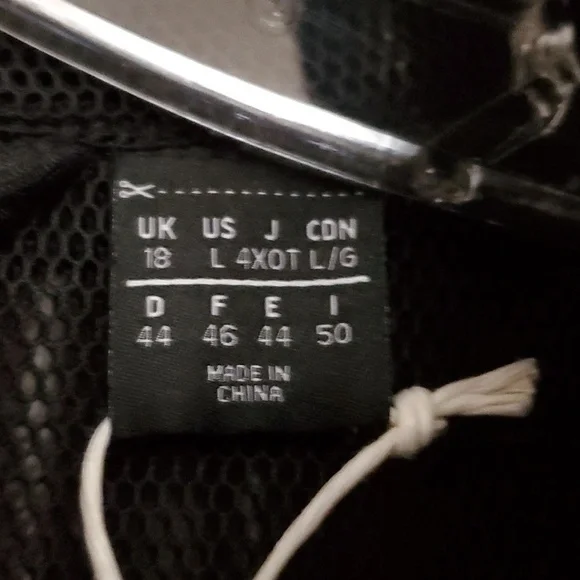 UK US J CDN
18 L 4XOT L/G
D F E I
44 46 44 50
MADE IN
CHINA